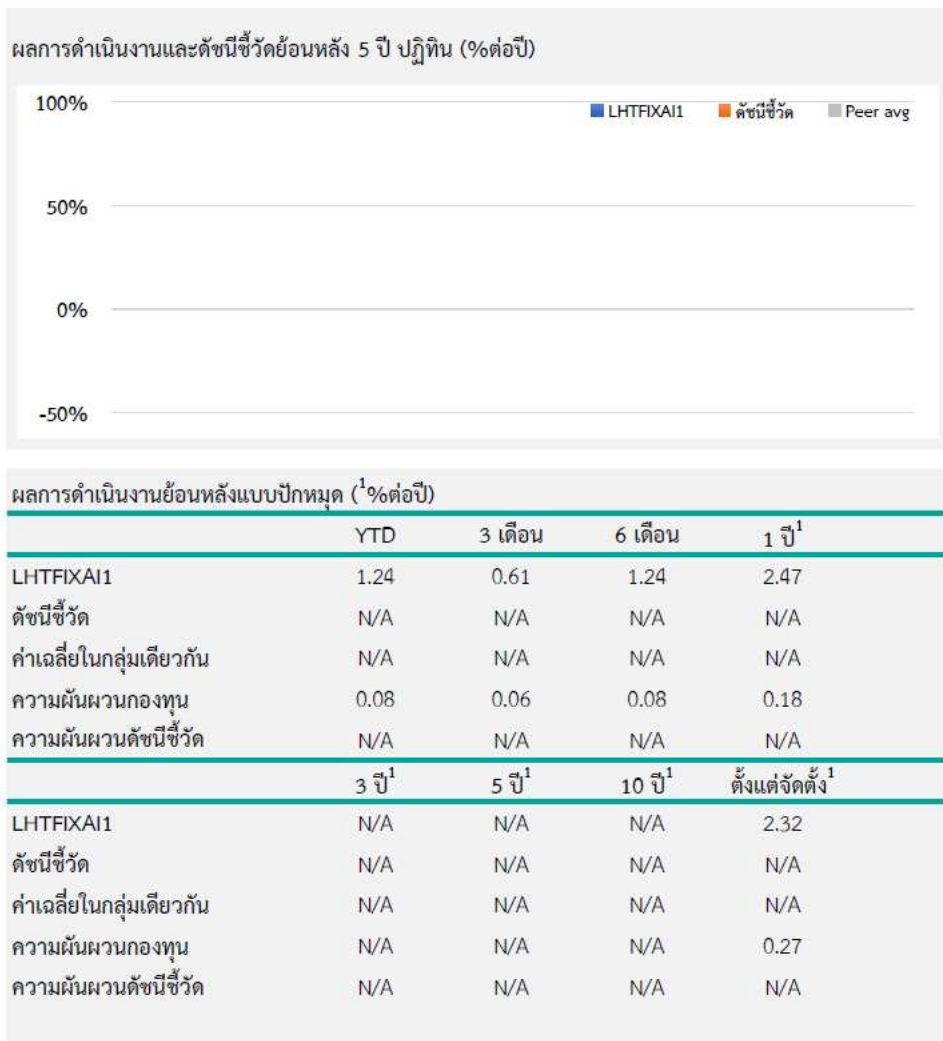 ผลการดำเนินงานและดัชนีชี้วัดย้อนหลัง 5 ปี ปฏิทิน (%ต่อปี)
100%
LHTFIXAI1 ดัชนีชี้วัด Peer avg
50%
0%
-50%
ผลการดำเนินงานย้อนหลังแบบปักหมุด (¹%ต่อปี)
YTD 3 เดือน 6 เดือน 1 ปี¹
LHTFIXAI1 1.24 0.61 1.24 2.47
ดัชนีชี้วัด N/A N/A N/A N/A
ค่าเฉลี่ยในกลุ่มเดียวกัน N/A N/A N/A N/A
ความผันผวนกองทุน 0.08 0.06 0.08 0.18
ความผันผวนดัชนีชี้วัด N/A N/A N/A N/A
3 ปี¹ 5 ปี¹ 10 ปี¹ ตั้งแต่จัดตั้ง¹
LHTFIXAI1 N/A N/A N/A 2.32
ดัชนีชี้วัด N/A N/A N/A N/A
ค่าเฉลี่ยในกลุ่มเดียวกัน N/A N/A N/A N/A
ความผันผวนกองทุน N/A N/A N/A 0.27
ความผันผวนดัชนีชี้วัด N/A N/A N/A N/A